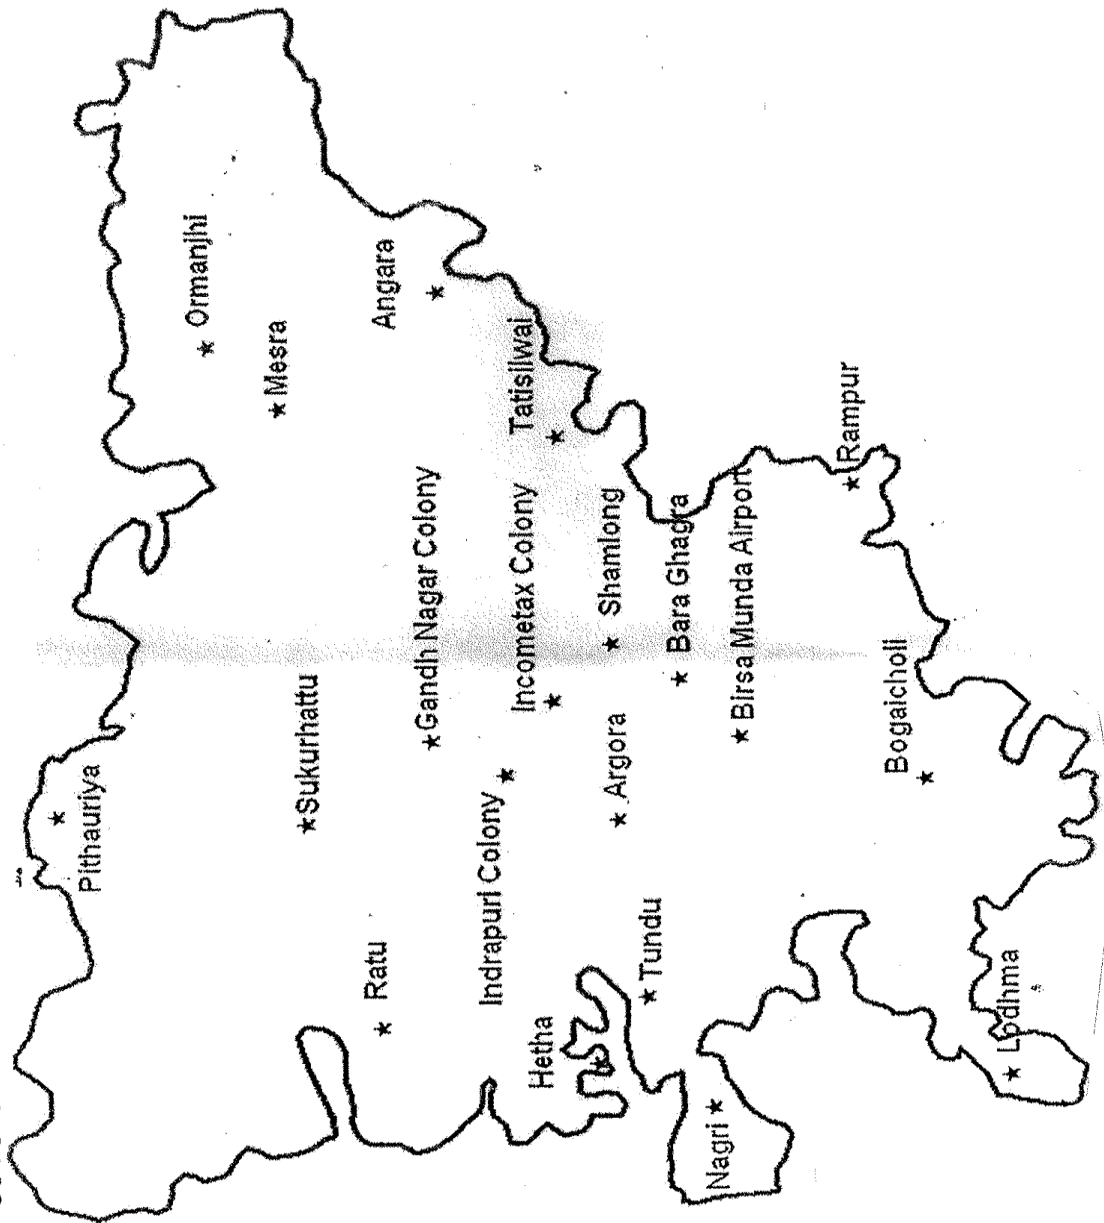 Pithauriya
Ormanjhi
Mesra
Sukurhattu
Ratu
Angara
Gandh Nagar Colony
Indrapuri Colony
Incometax Colony
Tatisilwai
Hetha
Argora
Shamlong
Tundu
Bara Ghagra
Nagri
Birsa Munda Airport
Rampur
Bogaicholi
Lodhma